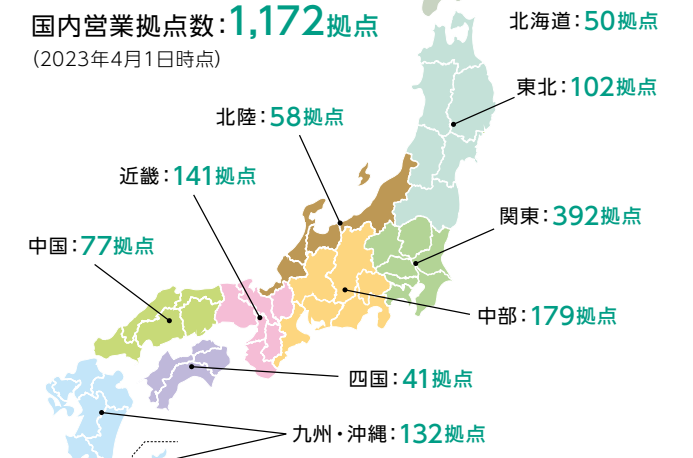 国内営業拠点数：1,172拠点
（2023年4月1日時点）
北海道：50拠点
東北：102拠点
北陸：58拠点
近畿：141拠点
関東：392拠点
中国：77拠点
中部：179拠点
四国：41拠点
九州・沖縄：132拠点